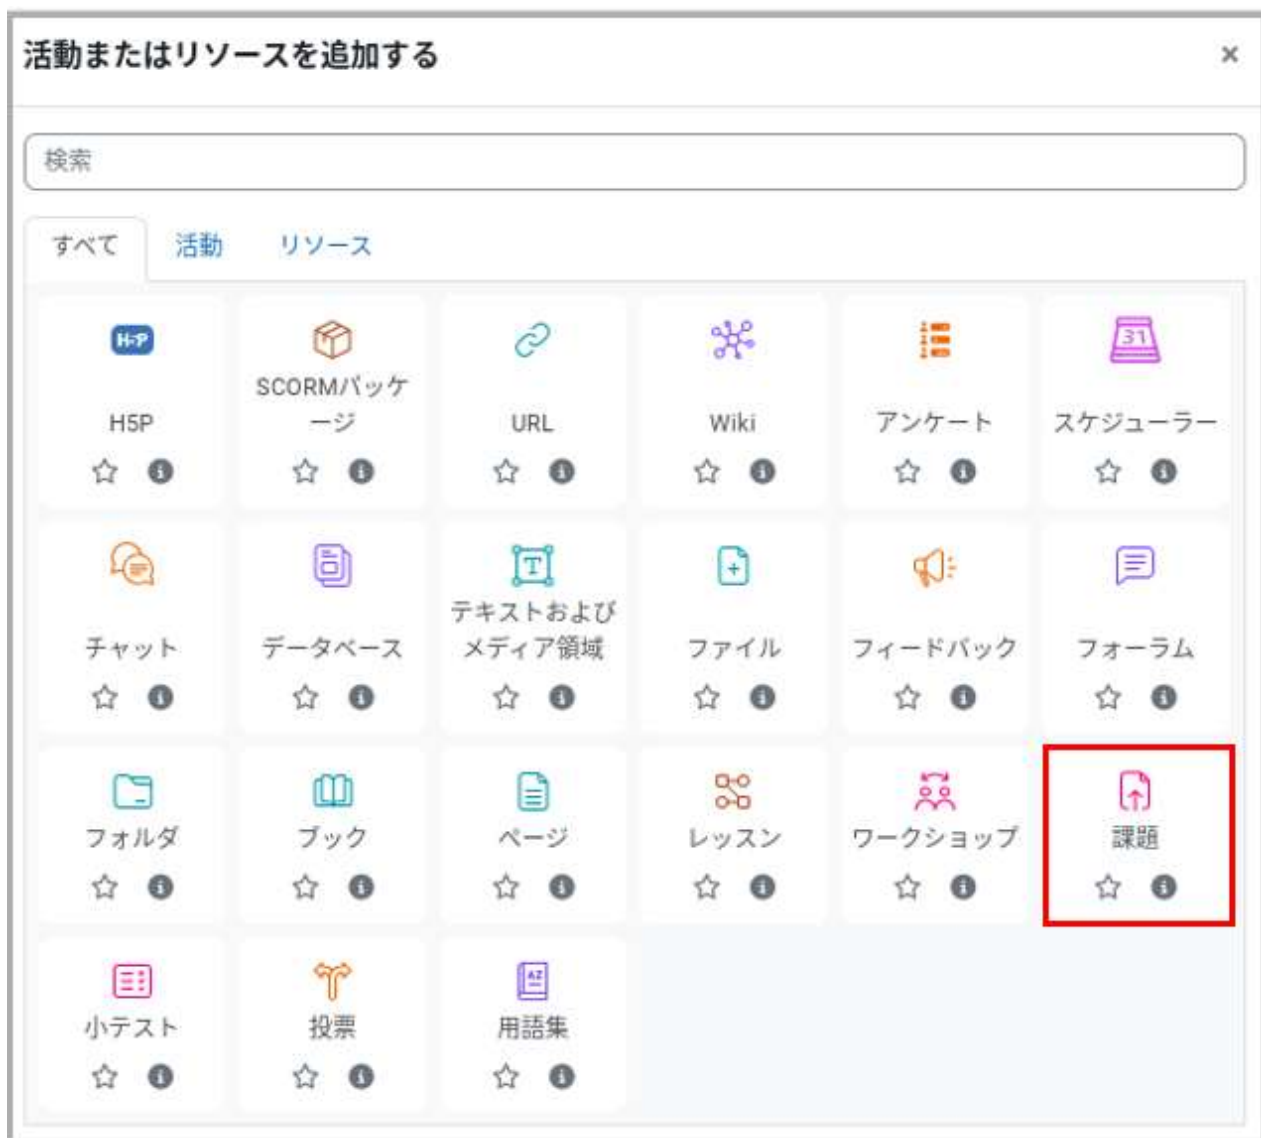 活動またはリソースを追加する
×
検索
すべて 活動 リソース
H5P
31
SCORMパッケ
ージ
H5P
URL
Wiki
アンケート
スケジューラー
T
チャット
データベース
テキストおよび
メディア領域
ファイル
フィードバック
フォーラム
フォルダ
ブック
ページ
レッスン
ワークショップ
課題
AZ
小テスト
投票
用語集